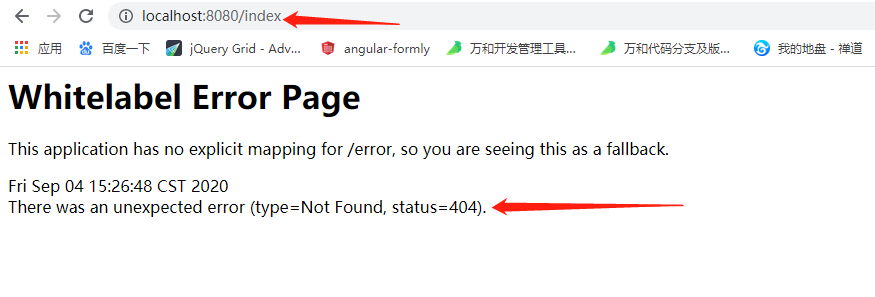 localhost:8080/index
应用 百度一下 jQuery Grid - Adv... angular-formly 万和开发管理工具... 万和代码分支及版... 我的地盘 - 禅道
Whitelabel Error Page
This application has no explicit mapping for /error, so you are seeing this as a fallback.
Fri Sep 04 15:26:48 CST 2020
There was an unexpected error (type=Not Found, status=404).